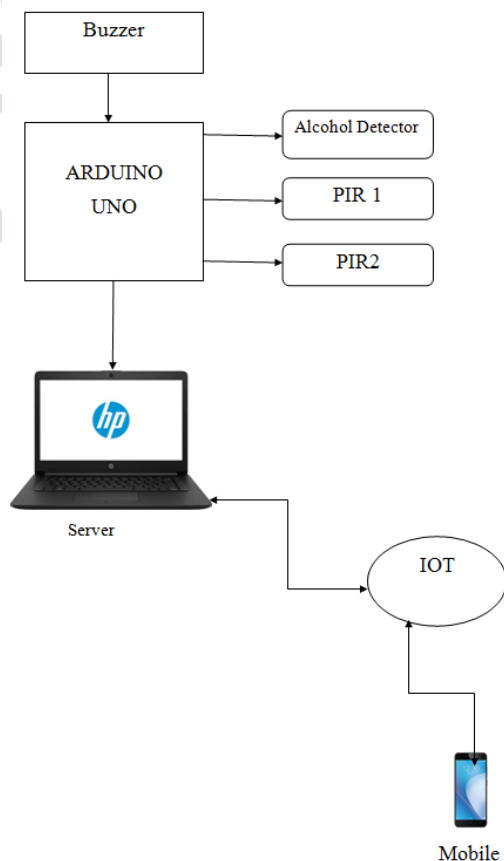 Buzzer
ARDUINO
UNO
Alcohol Detector
PIR 1
PIR2
hp
Server
IOT
Mobile